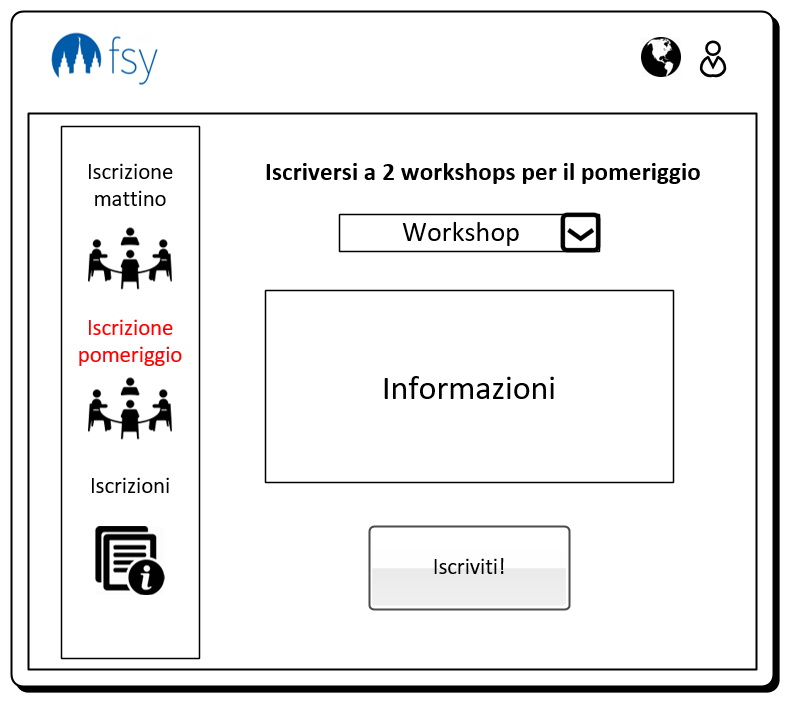 fsy
Iscrizione
mattino
Iscrizione
pomeriggio
Iscrizioni
Iscriversi a 2 workshops per il pomeriggio
Workshop
Informazioni
Iscriviti!